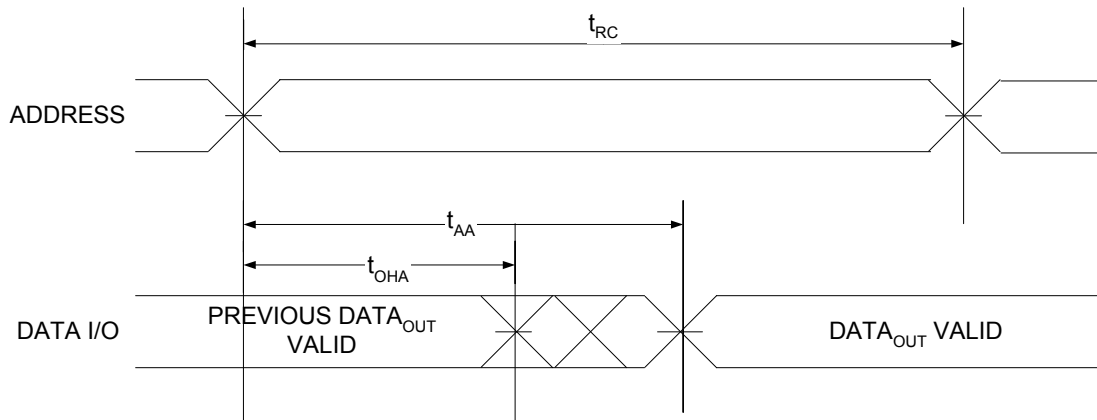 tRC
ADDRESS
tAA
tOHA
DATA I/O
PREVIOUS DATAOUT
VALID
DATAOUT VALID